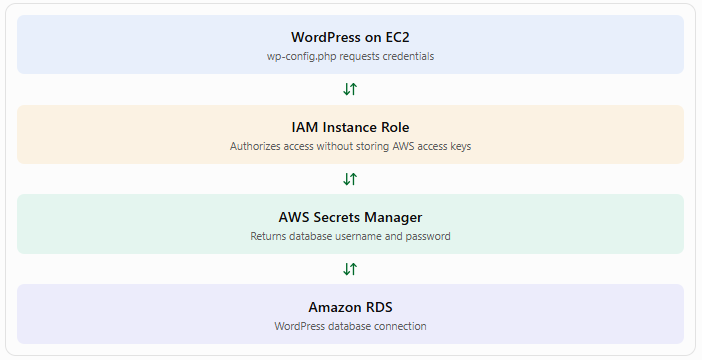 WordPress on EC2
wp-config.php requests credentials
IAM Instance Role
Authorizes access without storing AWS access keys
AWS Secrets Manager
Returns database username and password
Amazon RDS
WordPress database connection